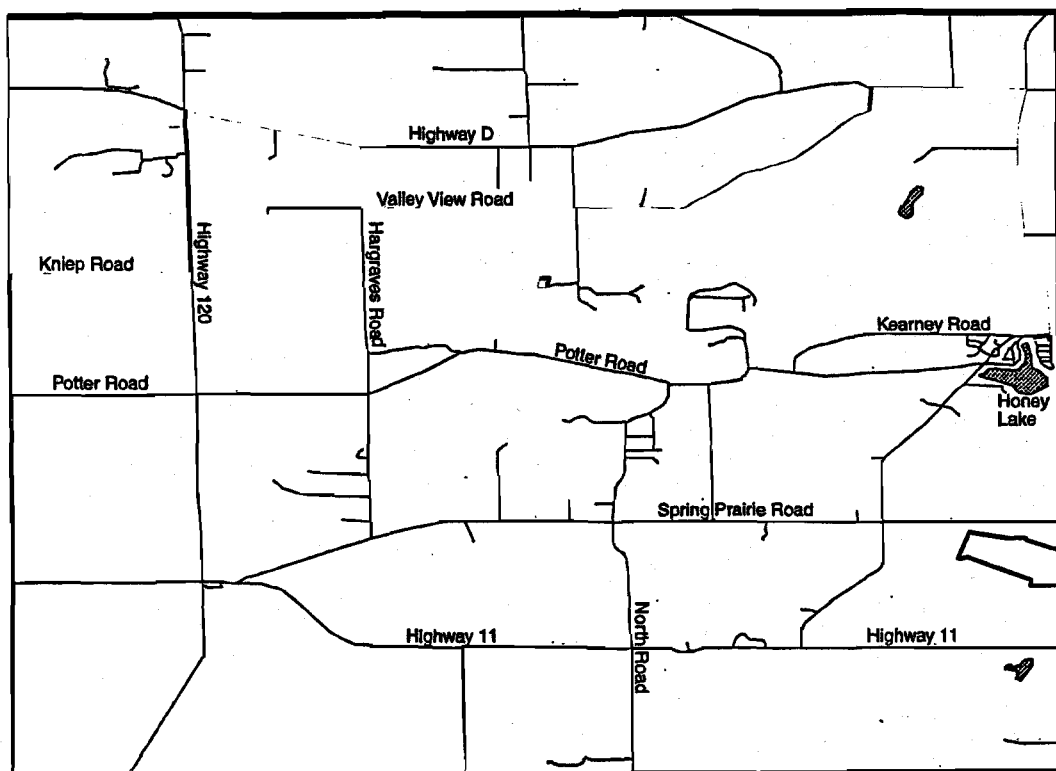 Highway D
Valley View Road
Kniep Road
Highway 120
Hargraves Road
Kearney Road
Potter Road
Potter Road
Honey
Lake
Spring Prairie Road
North Road
Highway 11
Highway 11